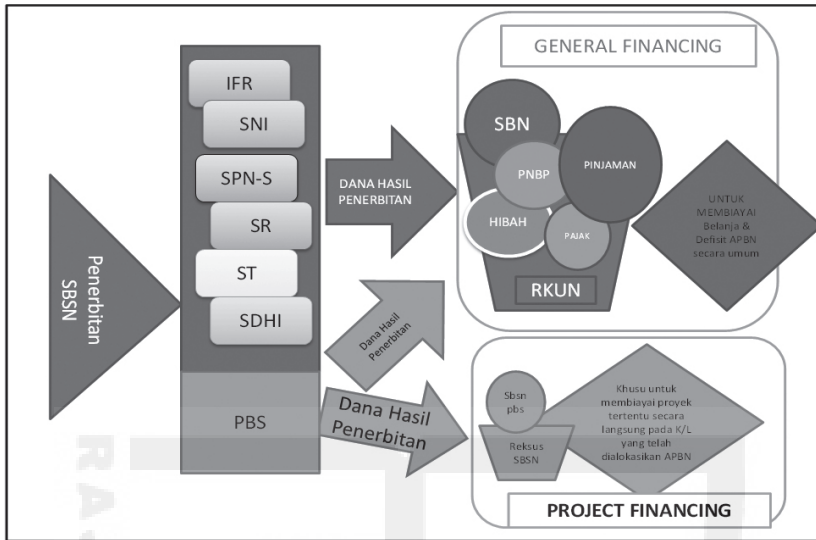 Penerbitan
SBSN
IFR
SNI
SPN-S
SR
ST
SDHI
PBS
DANA HASIL
PENERBITAN
Dana Hasil
Penerbitan
Dana Hasil
Penerbitan
GENERAL FINANCING
SBN
PNBP
PINJAMAN
HIBAH
PAJAK
RKUN
UNTUK
MEMBIAYAI
Belanja &
Defisit APBN
secara umum
Sbsn
pbs
Reksus
SBSN
Khusu untuk
membiayai proyek
tertentu secara
langsung pada K/L
yang telah
dialokasikan APBN
PROJECT FINANCING